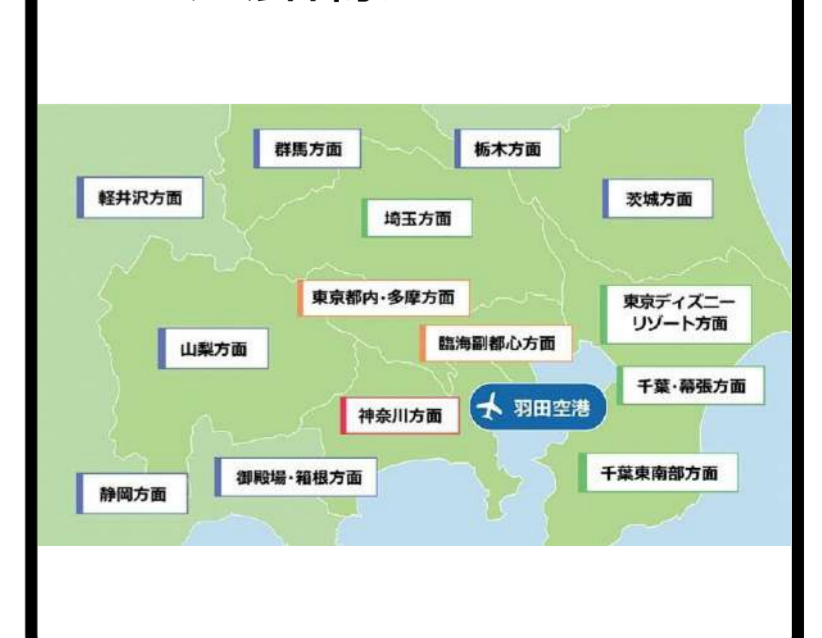 群馬方面
栃木方面
軽井沢方面
茨城方面
埼玉方面
東京都内・多摩方面
東京ディズニー
リゾート方面
臨海副都心方面
山梨方面
千葉・幕張方面
羽田空港
神奈川方面
御殿場・箱根方面
千葉東南部方面
静岡方面